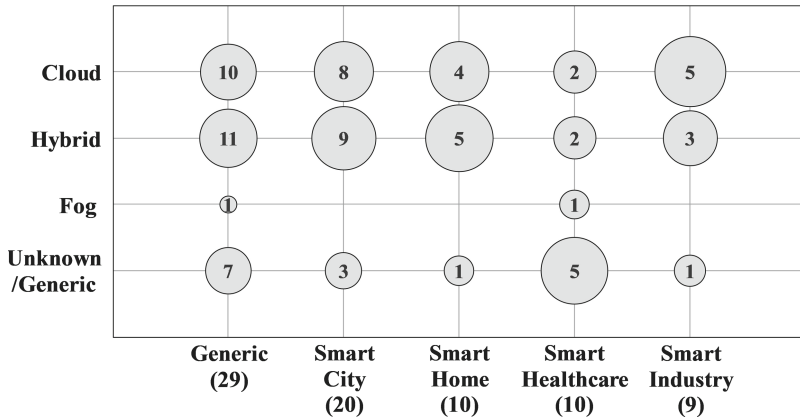 Cloud 10 8 4 2 5
Hybrid 11 9 5 2 3
Fog 1 1
Unknown
/Generic 7 3 1 5 1
Generic
(29)
Smart
City
(20)
Smart
Home
(10)
Smart
Healthcare
(10)
Smart
Industry
(9)